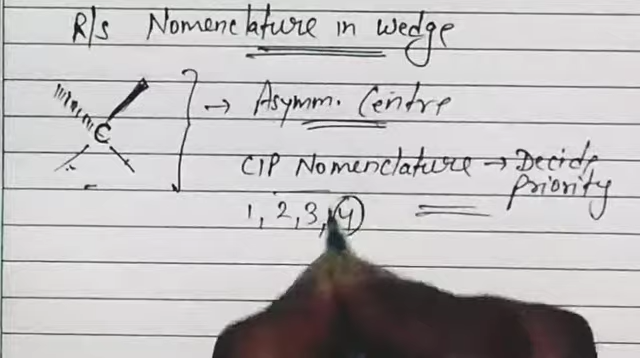 R/s Nomenclature in wedge
C → Asymm. Centre
CIP Nomenclature → Decide
priority
1, 2, 3, 4